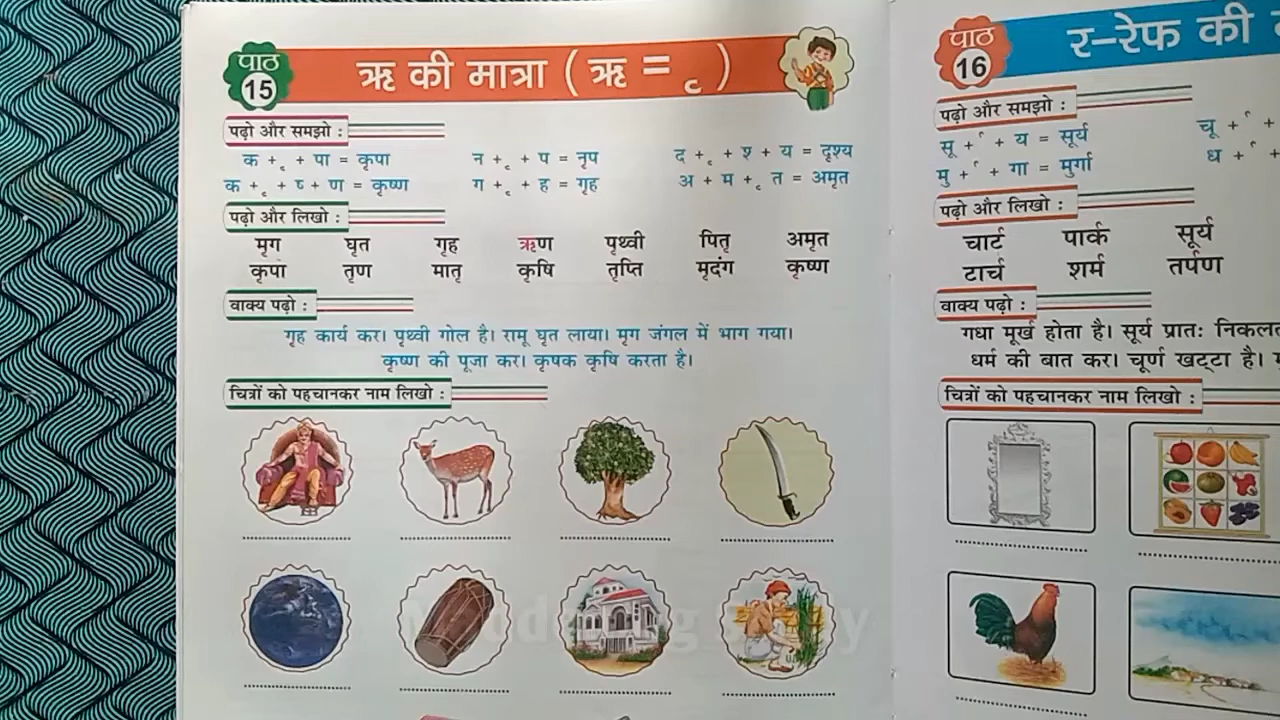 पाठ 15
ऋ की मात्रा ( ऋ = ृ )
पढ़ो और समझो :
क + ृ + पा = कृपा
न + ृ + प = नृप
द + ृ + श् + य = दृश्य
क + ृ + ष् + ण = कृष्ण
ग + ृ + ह = गृह
अ + म + ृ त = अमृत
पढ़ो और लिखो :
मृग घृत गृह ऋण पृथ्वी पितृ अमृत
कृपा तृण मातृ कृषि तृप्ति मृदंग कृष्ण
वाक्य पढ़ो :
गृह कार्य कर। पृथ्वी गोल है। रामू घृत लाया। मृग जंगल में भाग गया।
कृष्ण की पूजा कर। कृषक कृषि करता है।
चित्रों को पहचानकर नाम लिखो :
पाठ 16
र-रेफ की
पढ़ो और समझो :
सू + र् + य = सूर्य
चू + र् +
मु + र् + गा = मुर्गा
ध + र् +
पढ़ो और लिखो :
चार्ट पार्क सूर्य
टार्च शर्म तर्पण
वाक्य पढ़ो :
गधा मूर्ख होता है। सूर्य प्रातः
धर्म की बात कर। चूर्ण खट्टा है।
चित्रों को पहचानकर नाम लिखो :